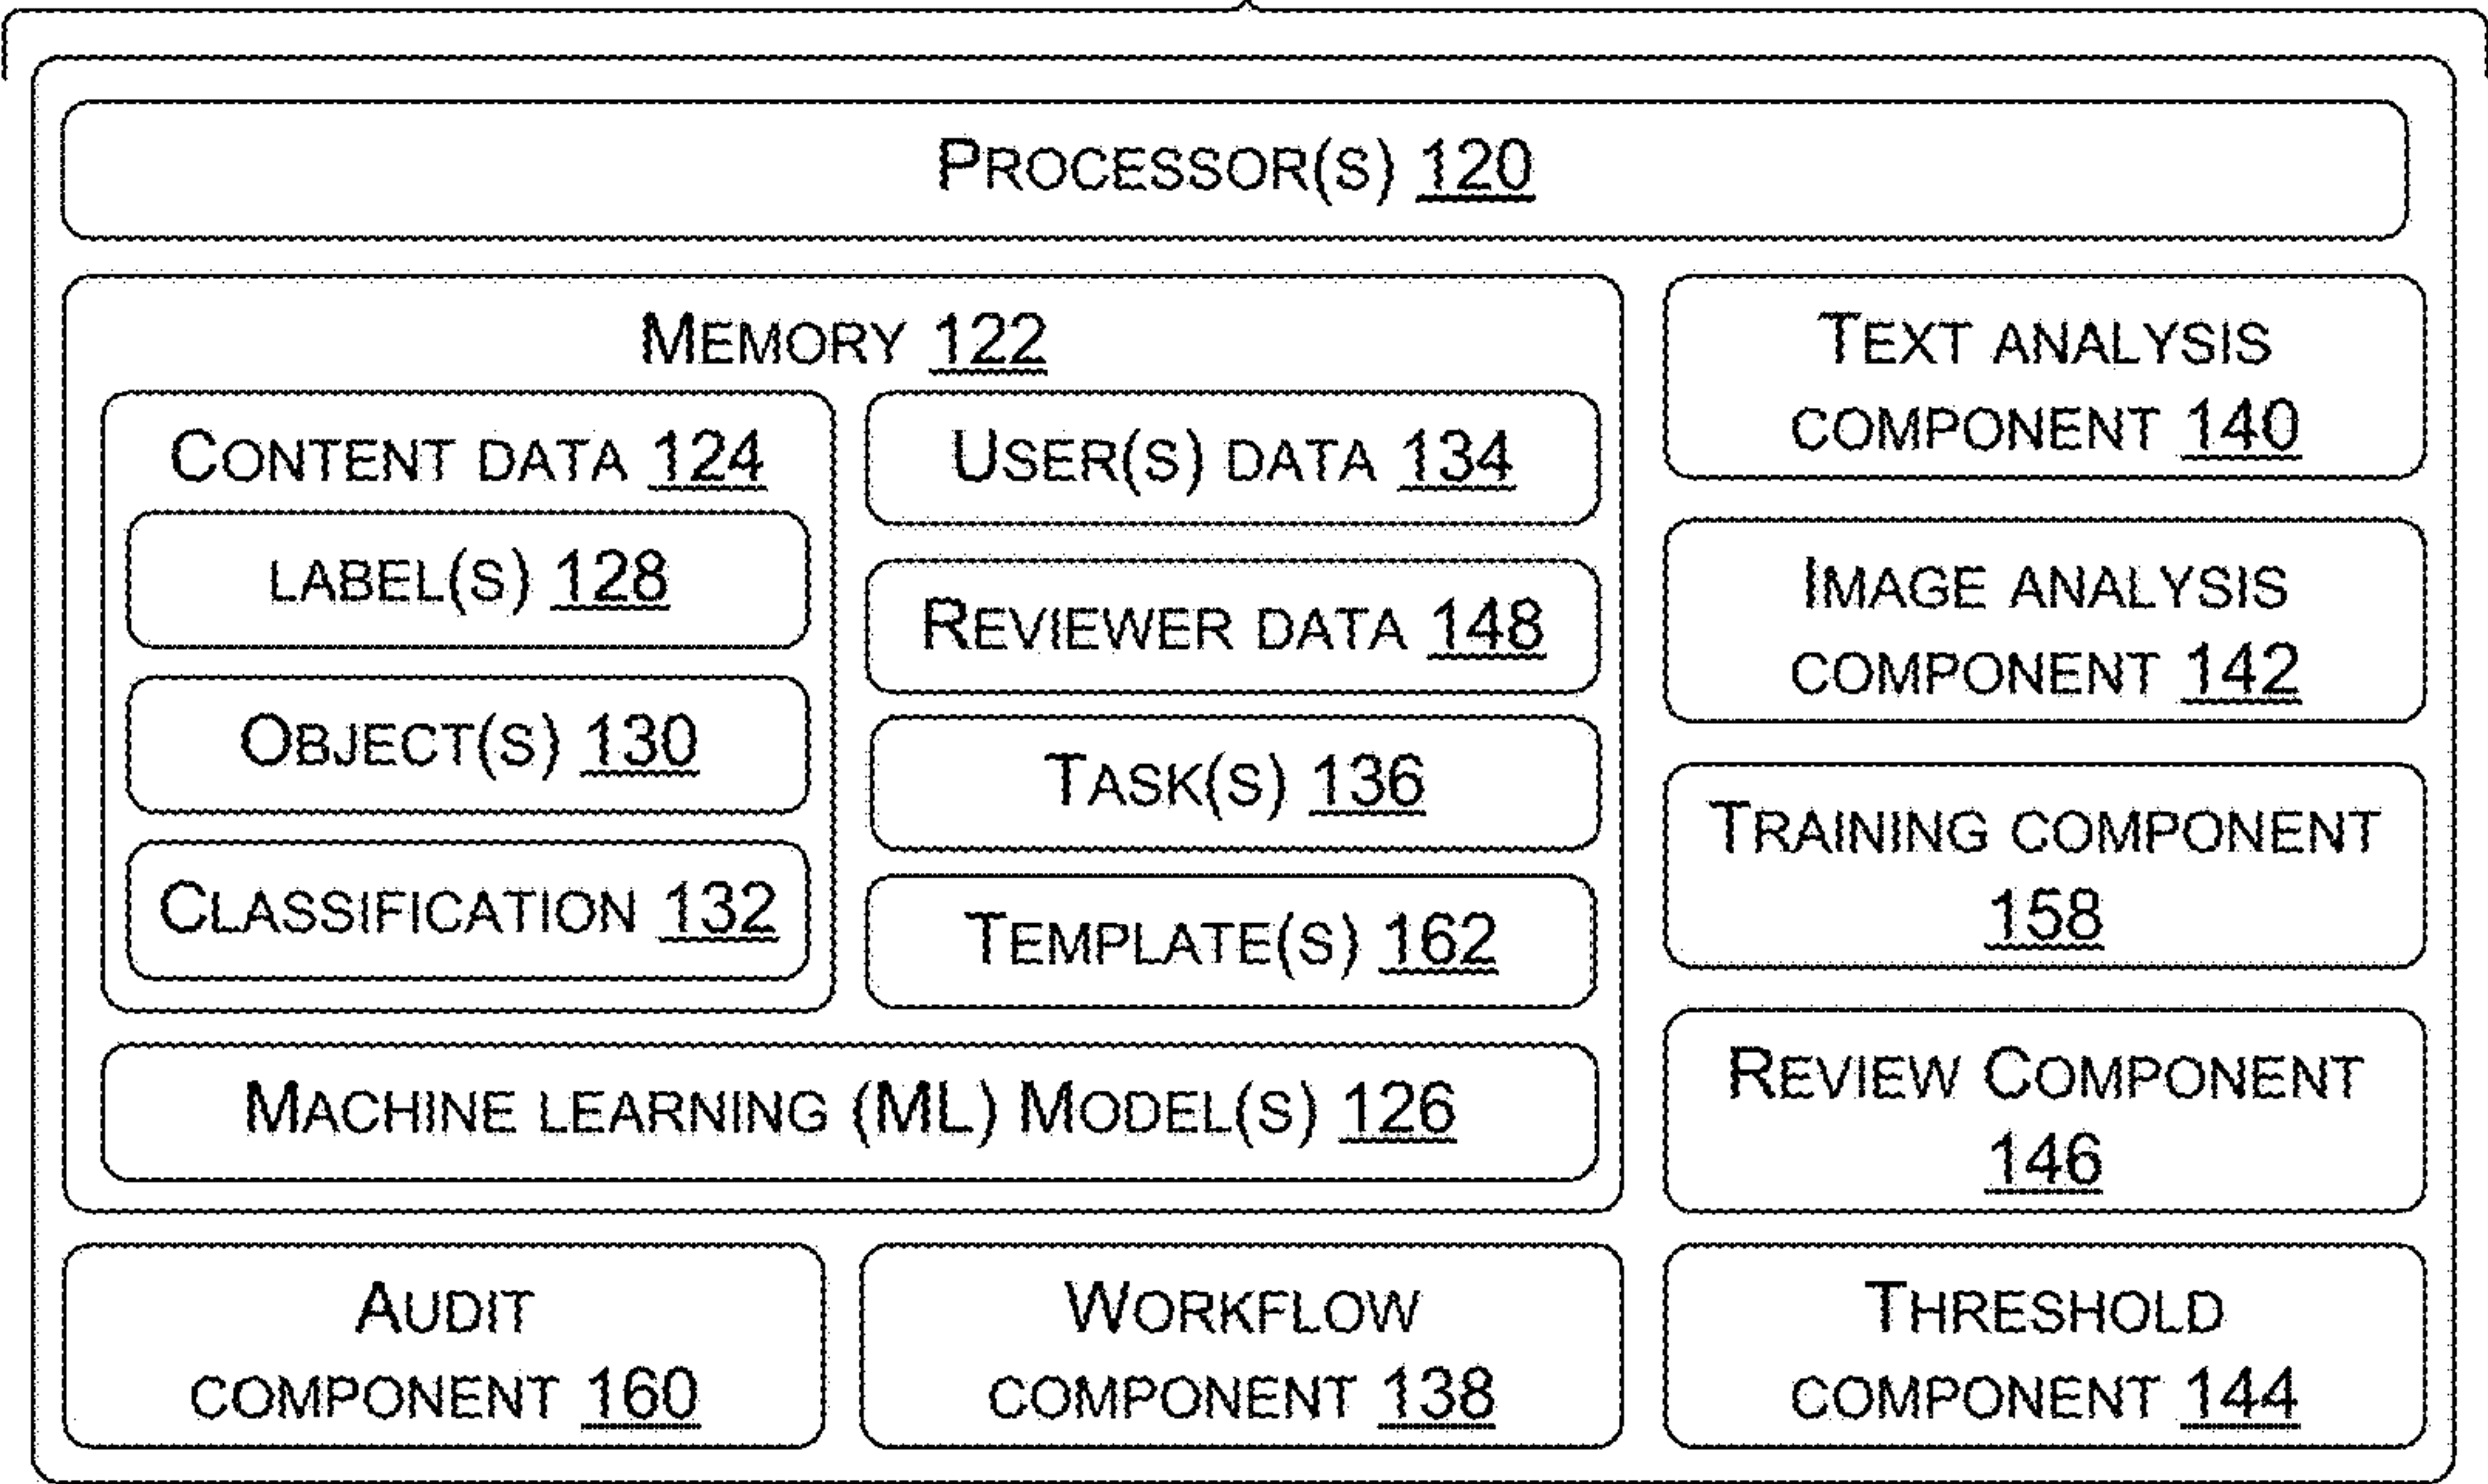 PROCESSOR(S) 120
MEMORY 122
CONTENT DATA 124
LABEL(S) 128
OBJECT(S) 130
CLASSIFICATION 132
USER(S) DATA 134
REVIEWER DATA 148
TASK(S) 136
TEMPLATE(S) 162
MACHINE LEARNING (ML) MODEL(S) 126
TEXT ANALYSIS
COMPONENT 140
IMAGE ANALYSIS
COMPONENT 142
TRAINING COMPONENT
158
REVIEW COMPONENT
146
AUDIT
COMPONENT 160
WORKFLOW
COMPONENT 138
THRESHOLD
COMPONENT 144